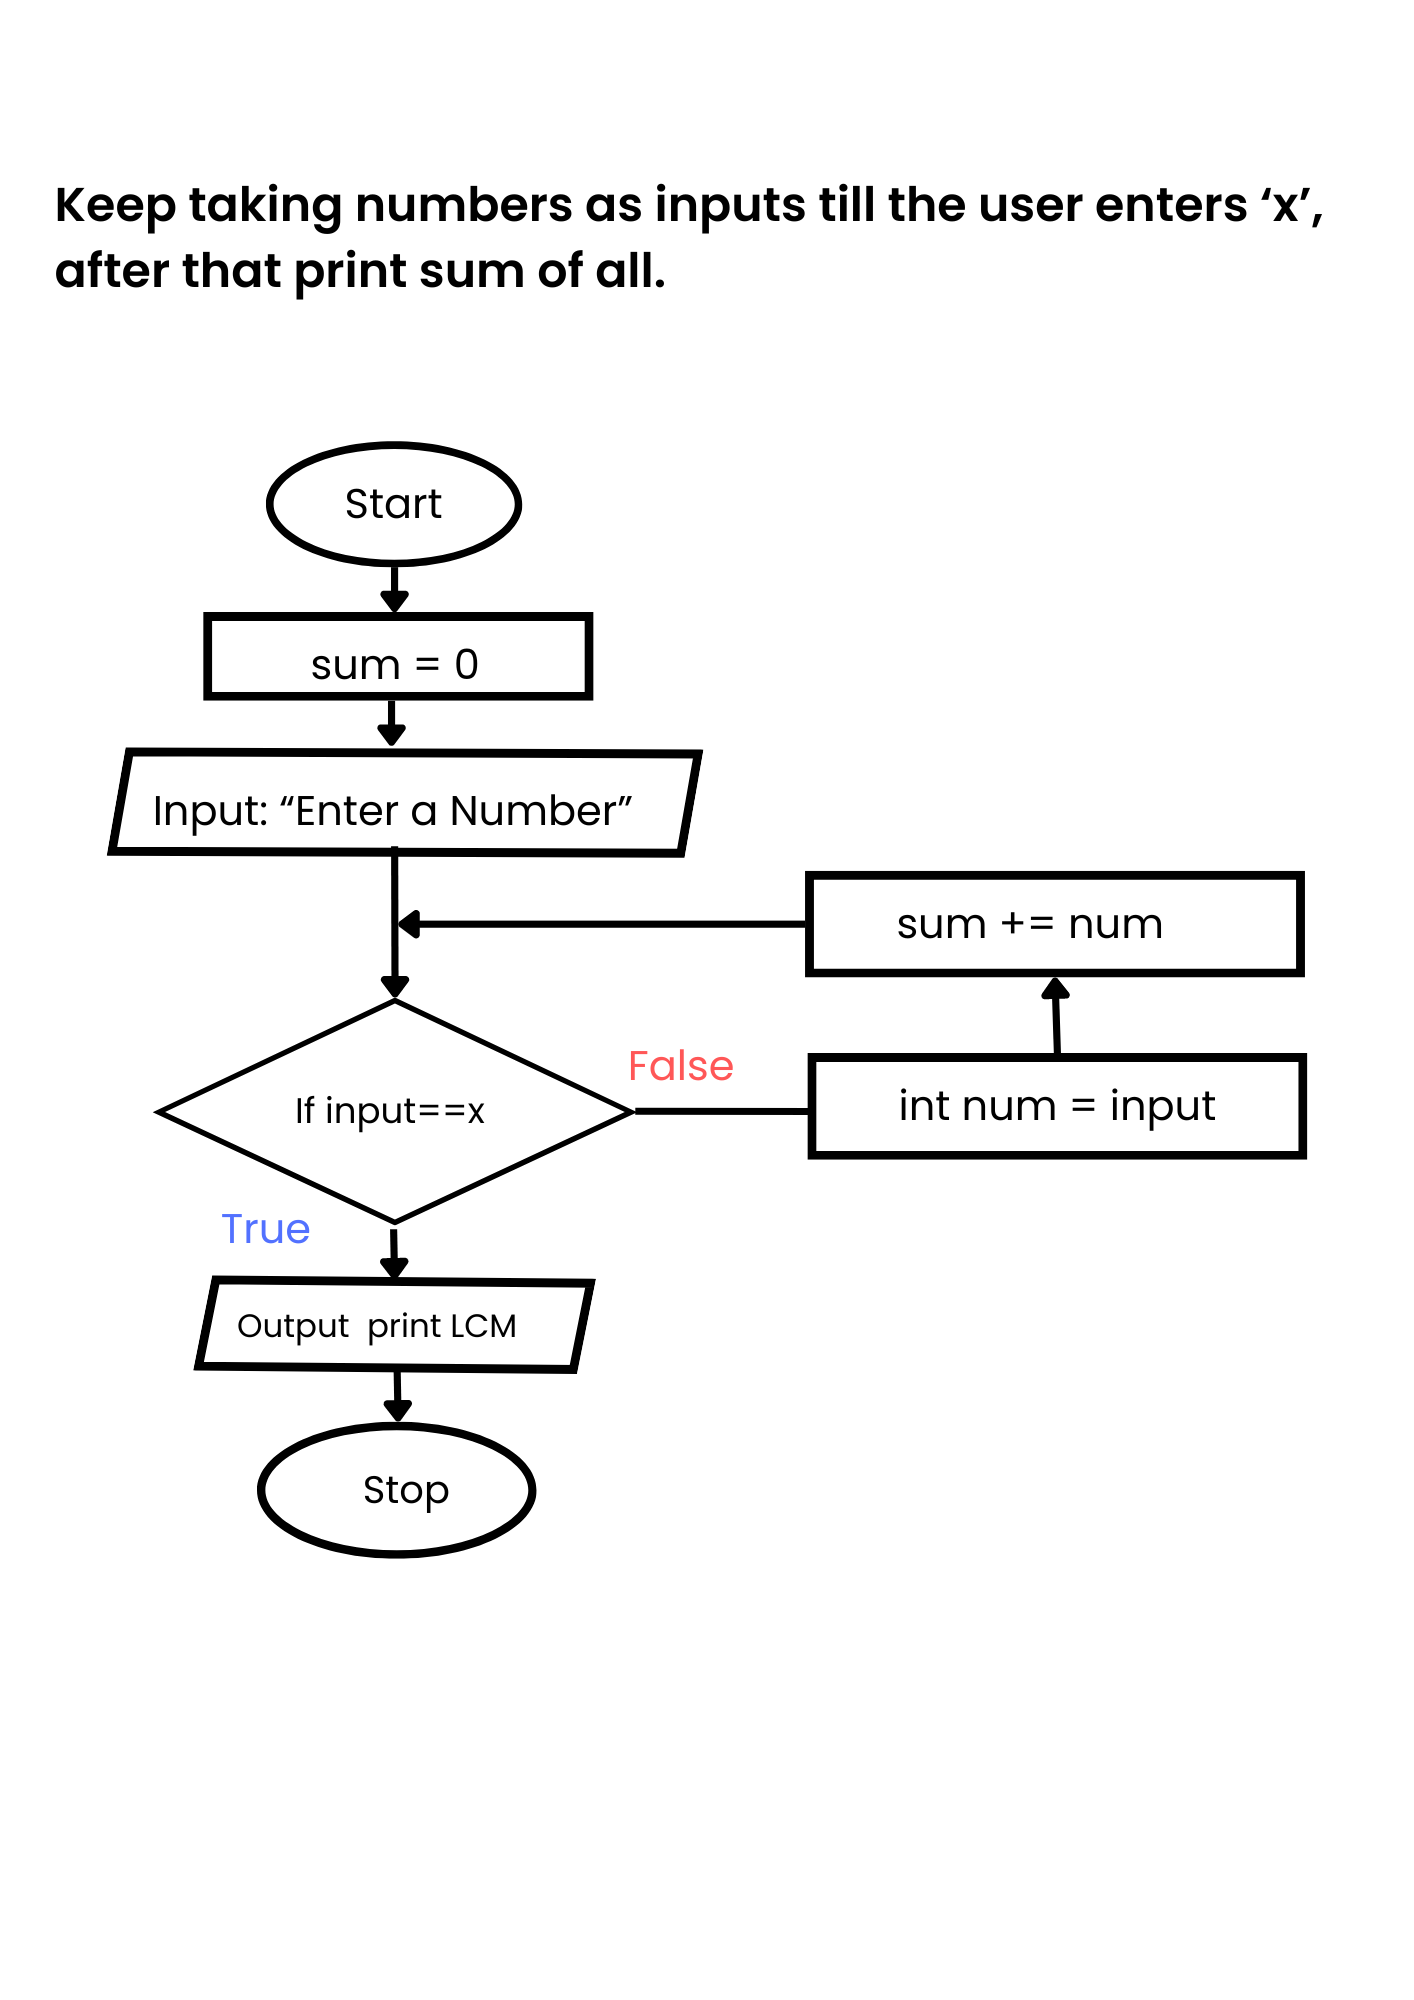 Keep taking numbers as inputs till the user enters ‘x’,
after that print sum of all.
Start
sum = 0
Input: “Enter a Number”
sum += num
False
int num = input
If input==x
True
Output  print LCM
Stop